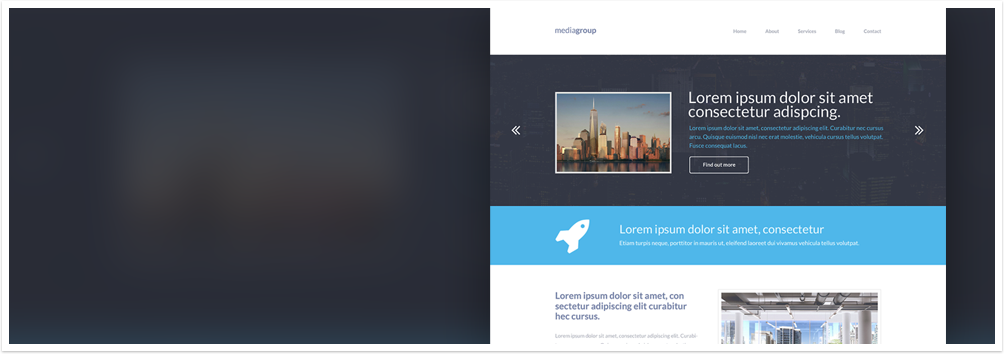 mediagroup
Home About Services Blog Contact
Lorem ipsum dolor sit amet
consectetur adispcing.
Lorem ipsum dolor sit amet, consectetur adipiscing elit. Curabitur nec cursus
arcu. Quisque euismod nisi nec erat molestie, vehicula cursus tellus volutpat.
Fusce consequat lacus.
Find out more
Lorem ipsum dolor sit amet, consectetur
Etiam turpis neque, porttitor in mauris ut, eleifend laoreet dui vivamus vehicula tellus volutpat.
Lorem ipsum dolor sit amet, con
sectetur adipiscing elit curabitur
hec cursus.
Lorem ipsum dolor sit amet, consectetur adipiscing elit. Curabi